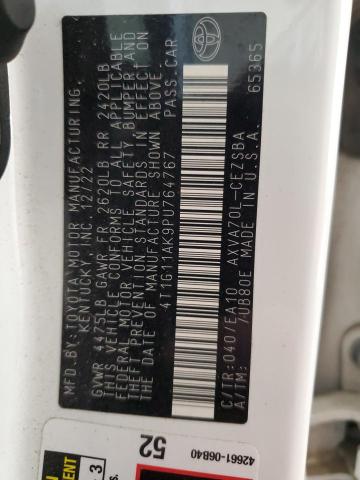 MFD.BY: TOYOTA MOTOR MANUFACTURING,
KENTUCKY, INC. 12/22
GVWR 4475LB GAWR FR 2620LB RR 2420LB
THIS VEHICLE CONFORMS TO ALL APPLICABLE
FEDERAL MOTOR VEHICLE SAFETY, BUMPER AND
THEFT PREVENTION STANDARDS IN EFFECT ON
THE DATE OF MANUFACTURE SHOWN ABOVE
4T1G11AK9PU764767 PASS.CAR
C/TR:040/EA10 AXVA70L-CEZSBA
A/TM: /UB80E MADE IN U.S.A. 65365
52
42661-06B40